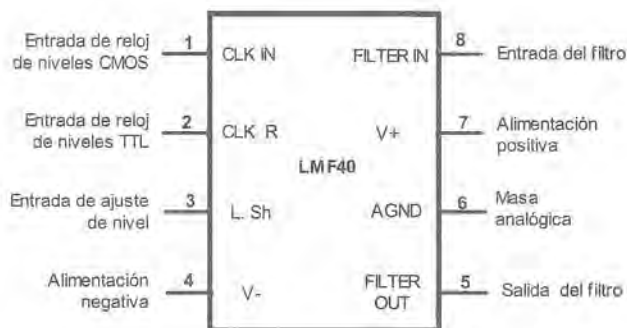 Entrada de reloj
de niveles CMOS
1
CLK IN
FILTER IN
8
Entrada del filtro
Entrada de reloj
de niveles TTL
2
CLK R
V+
7
Alimentación
positiva
LMF40
Entrada de ajuste
de nivel
3
L. Sh
AGND
6
Masa
analógica
Alimentación
negativa
4
V-
FILTER
OUT
5
Salida del filtro